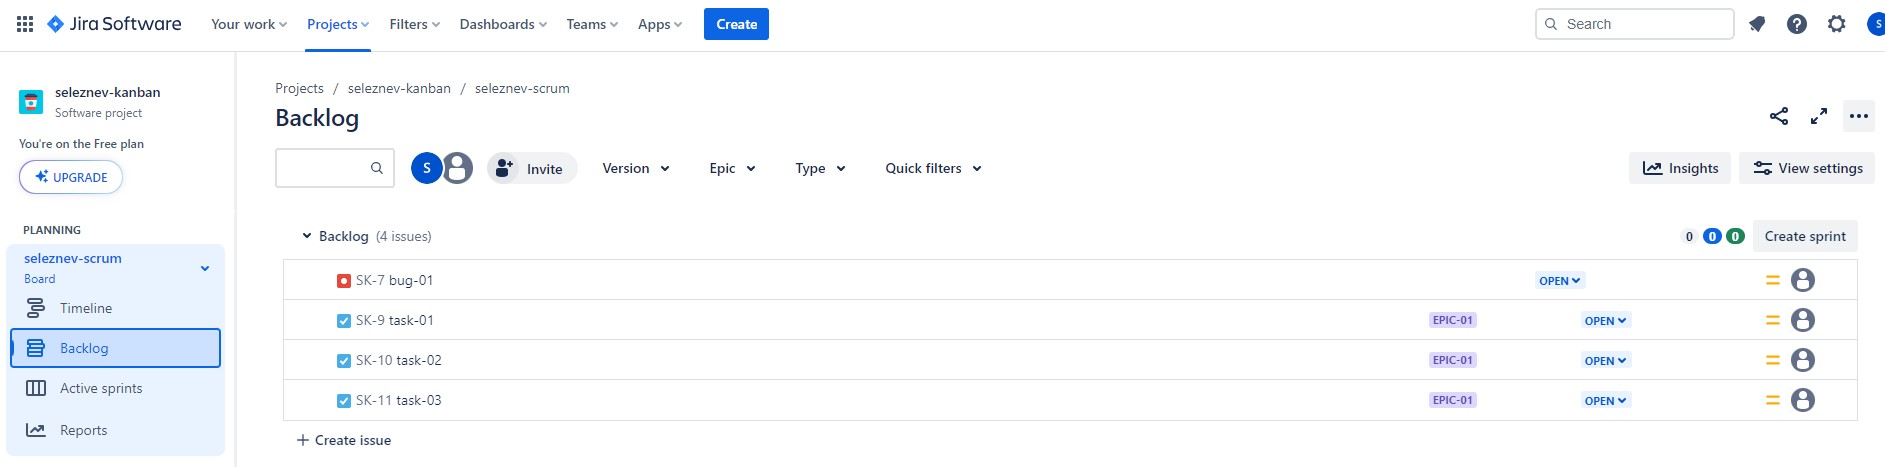 Jira Software Your work Projects Filters Dashboards Teams Apps Create Search S
seleznev-kanban
Software project
You're on the Free plan
UPGRADE
PLANNING
seleznev-scrum
Board
Timeline
Backlog
Active sprints
Reports
Projects / seleznev-kanban / seleznev-scrum
Backlog
S Invite Version Epic Type Quick filters Insights View settings
Backlog (4 issues) 0 0 0 Create sprint
SK-7 bug-01 OPEN
SK-9 task-01 EPIC-01 OPEN
SK-10 task-02 EPIC-01 OPEN
SK-11 task-03 EPIC-01 OPEN
+ Create issue